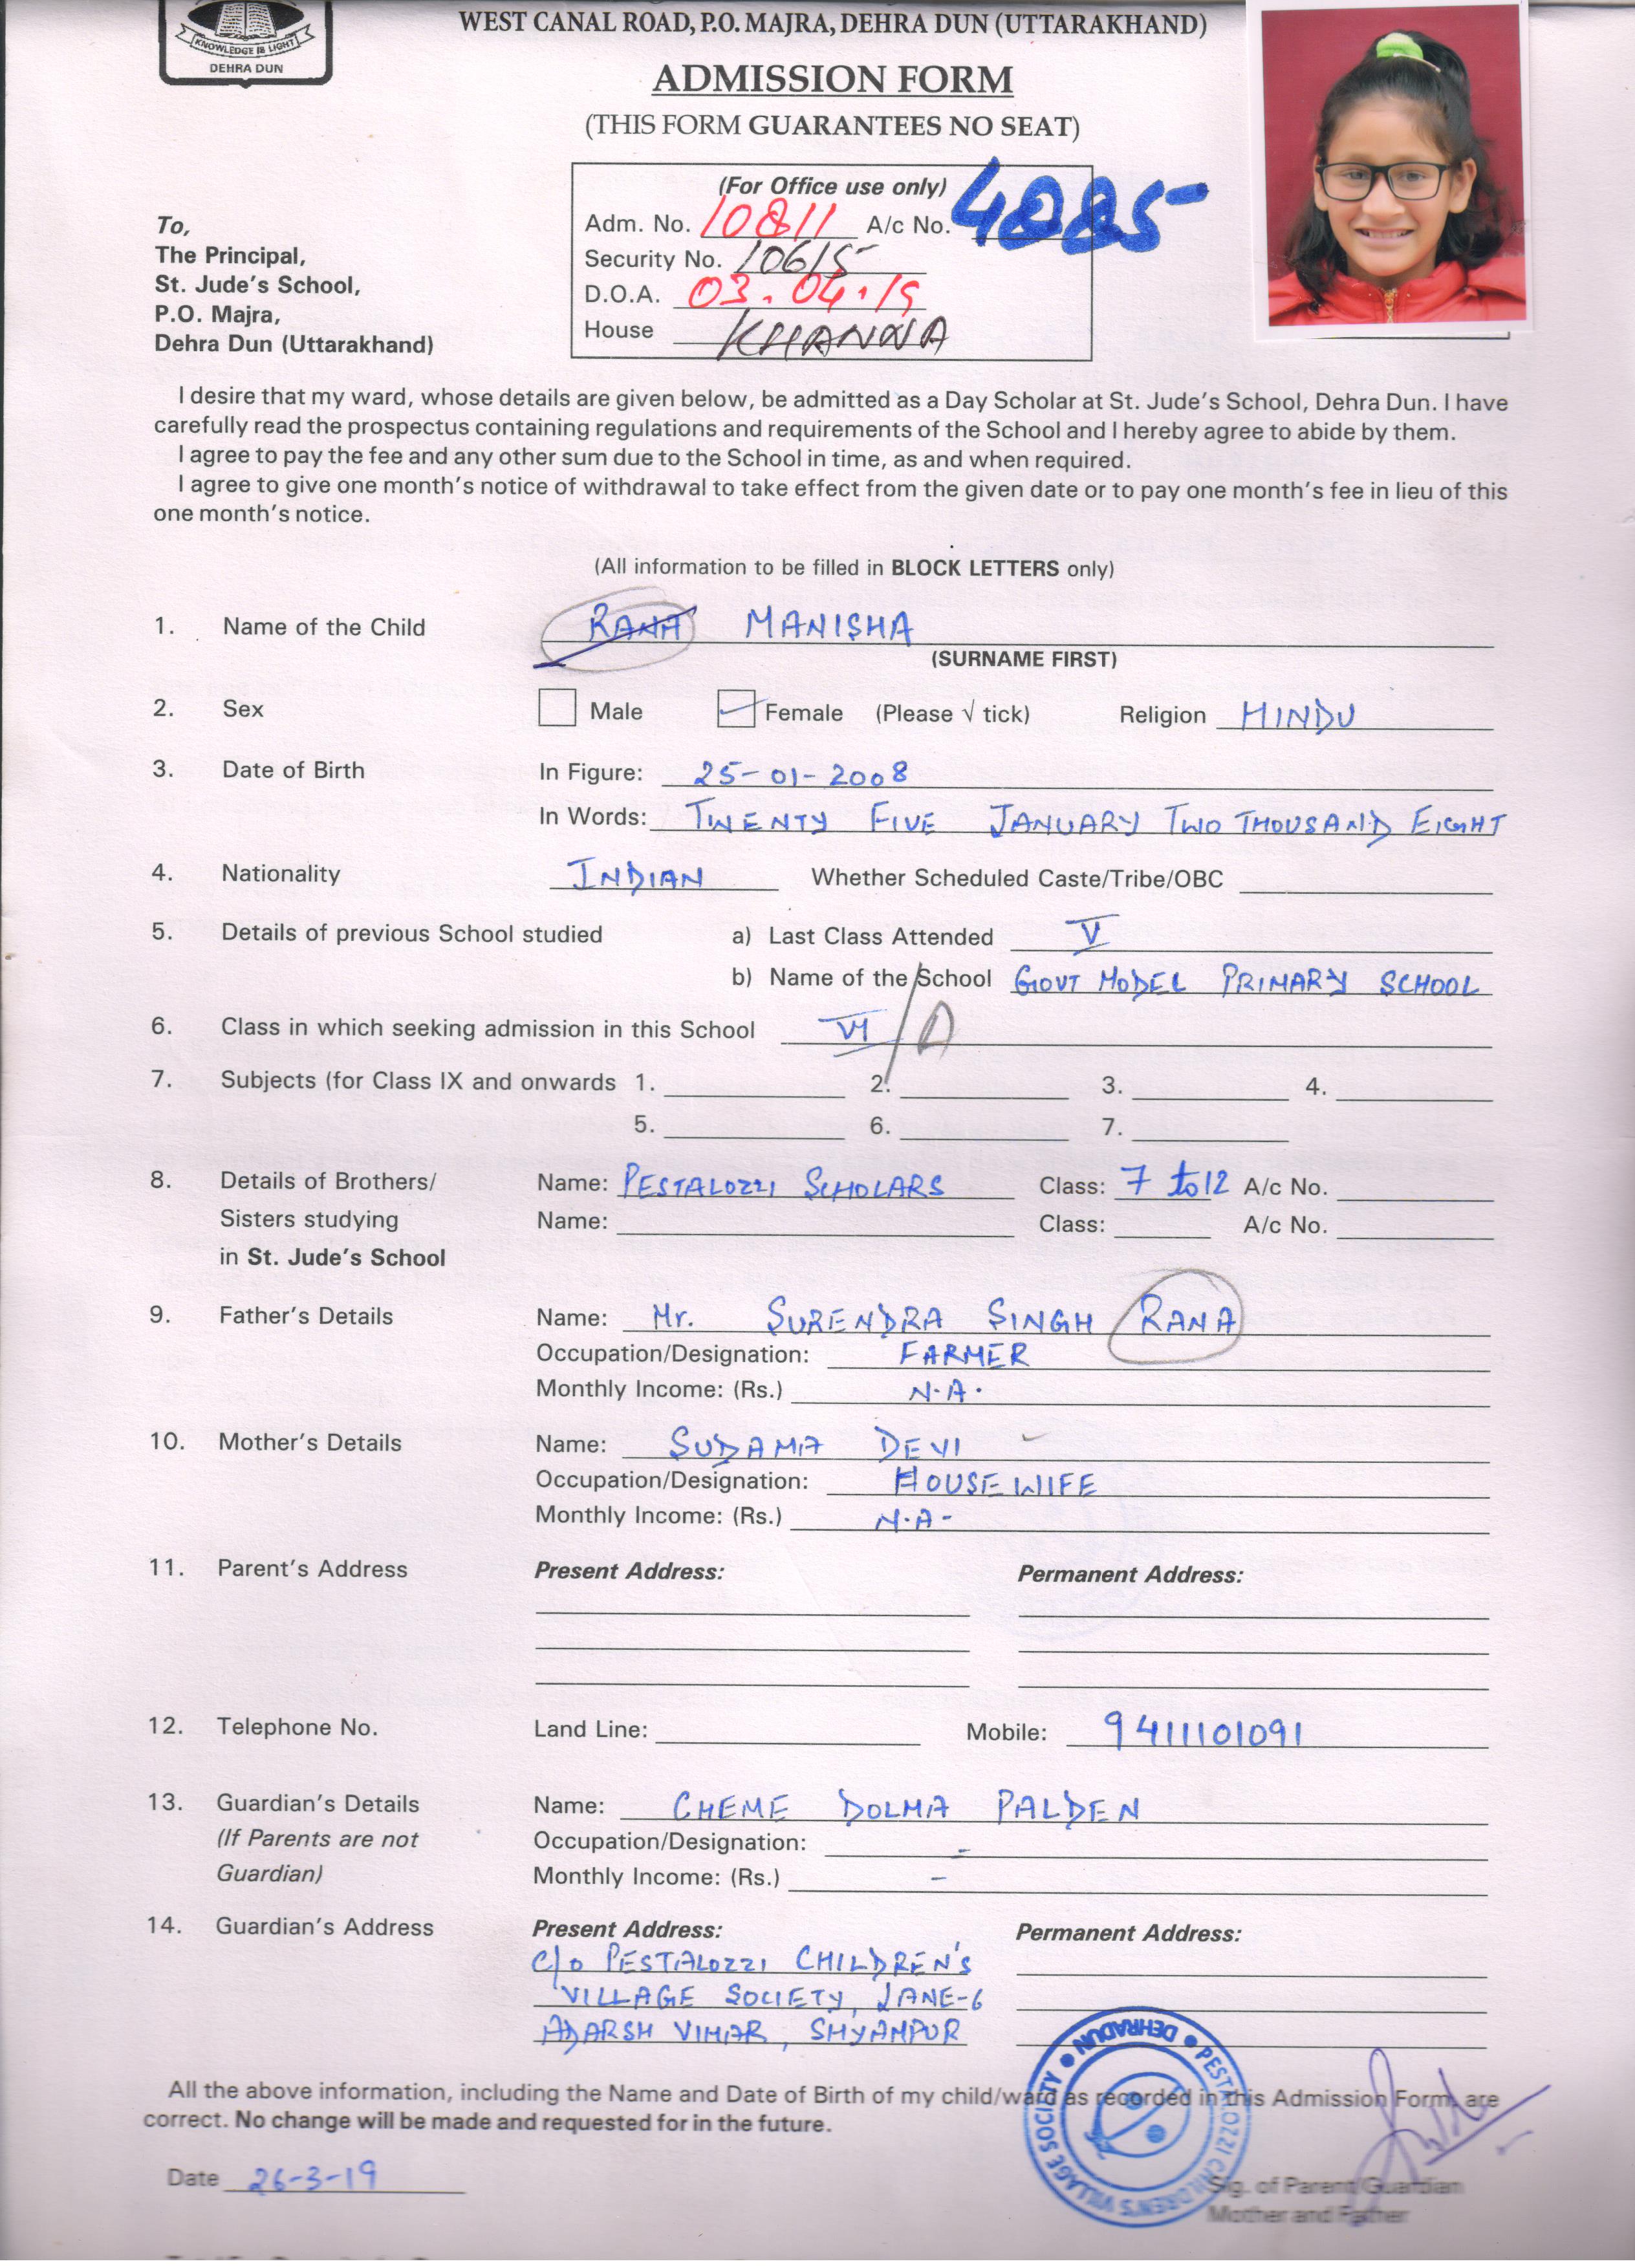 KNOWLEDGE IS LIGHT
DEHRA DUN
WEST CANAL ROAD, P.O. MAJRA, DEHRA DUN (UTTARAKHAND)
ADMISSION FORM
(THIS FORM GUARANTEES NO SEAT)
(For Office use only)
Adm. No. 10811 A/c No. 4885
Security No. 10615
D.O.A. 03.04.19
House KHANNA
To,
The Principal,
St. Jude's School,
P.O. Majra,
Dehra Dun (Uttarakhand)
I desire that my ward, whose details are given below, be admitted as a Day Scholar at St. Jude's School, Dehra Dun. I have
carefully read the prospectus containing regulations and requirements of the School and I hereby agree to abide by them.
I agree to pay the fee and any other sum due to the School in time, as and when required.
I agree to give one month's notice of withdrawal to take effect from the given date or to pay one month's fee in lieu of this
one month's notice.
(All information to be filled in BLOCK LETTERS only)
1. Name of the Child RANA MANISHA
(SURNAME FIRST)
2. Sex Male Female (Please √ tick) Religion HINDU
3. Date of Birth In Figure: 25-01-2008
In Words: TWENTY FIVE JANUARY TWO THOUSAND EIGHT
4. Nationality INDIAN Whether Scheduled Caste/Tribe/OBC
5. Details of previous School studied a) Last Class Attended V
b) Name of the School GOVT MODEL PRIMARY SCHOOL
6. Class in which seeking admission in this School VI / A
7. Subjects (for Class IX and onwards 1. 2. 3. 4.
5. 6. 7.
8. Details of Brothers/ Name: PESTALOZZI SCHOLARS Class: 7 to 12 A/c No.
Sisters studying Name: Class: A/c No.
in St. Jude's School
9. Father's Details Name: Mr. SURENDRA SINGH RANA
Occupation/Designation: FARMER
Monthly Income: (Rs.) N.A.
10. Mother's Details Name: SUDAMA DEVI
Occupation/Designation: HOUSE WIFE
Monthly Income: (Rs.) N.A-
11. Parent's Address Present Address: Permanent Address:
12. Telephone No. Land Line: Mobile: 9411101091
13. Guardian's Details Name: CHEME DOLMA PALDEN
(If Parents are not Occupation/Designation: -
Guardian) Monthly Income: (Rs.) -
14. Guardian's Address Present Address: Permanent Address:
C/o PESTALOZZI CHILDREN'S
VILLAGE SOCIETY, LANE-6
ADARSH VIHAR, SHYAMPUR
All the above information, including the Name and Date of Birth of my child/ward as recorded in this Admission Form, are
correct. No change will be made and requested for in the future.
PESTALOZZI CHILDREN'S VILLAGE SOCIETY • DEHRADUN •
Date 26-3-19
Sig. of Parent/Guardian
Mother and Father